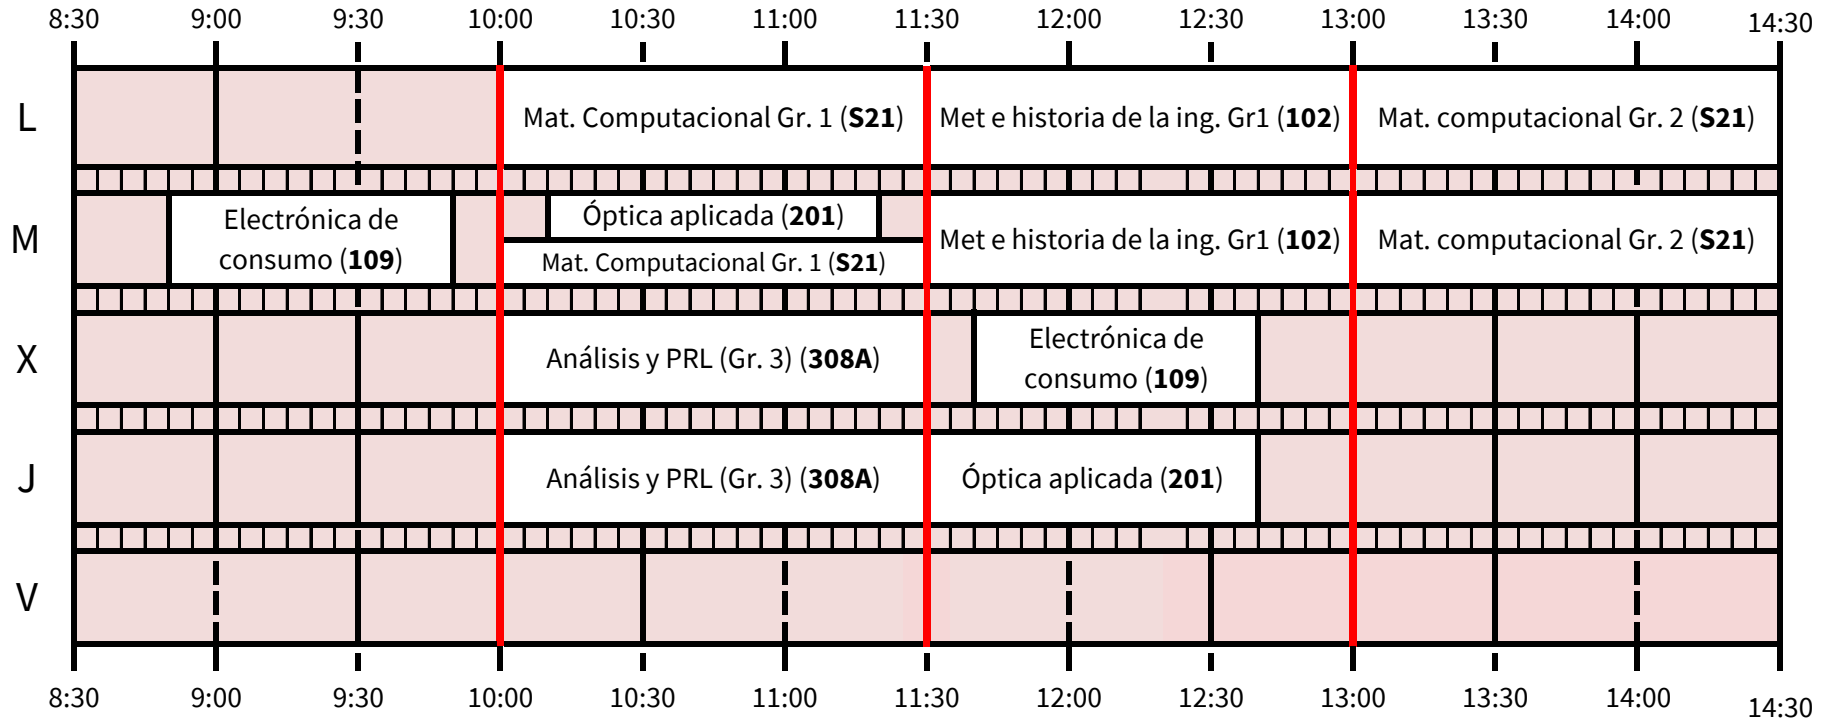 8:30 9:00 9:30 10:00 10:30 11:00 11:30 12:00 12:30 13:00 13:30 14:00 14:30
L
Mat. Computacional Gr. 1 (S21)
Met e historia de la ing. Gr1 (102)
Mat. computacional Gr. 2 (S21)
M
Electrónica de
consumo (109)
Óptica aplicada (201)
Mat. Computacional Gr. 1 (S21)
Met e historia de la ing. Gr1 (102)
Mat. computacional Gr. 2 (S21)
X
Análisis y PRL (Gr. 3) (308A)
Electrónica de
consumo (109)
J
Análisis y PRL (Gr. 3) (308A)
Óptica aplicada (201)
V
8:30 9:00 9:30 10:00 10:30 11:00 11:30 12:00 12:30 13:00 13:30 14:00 14:30